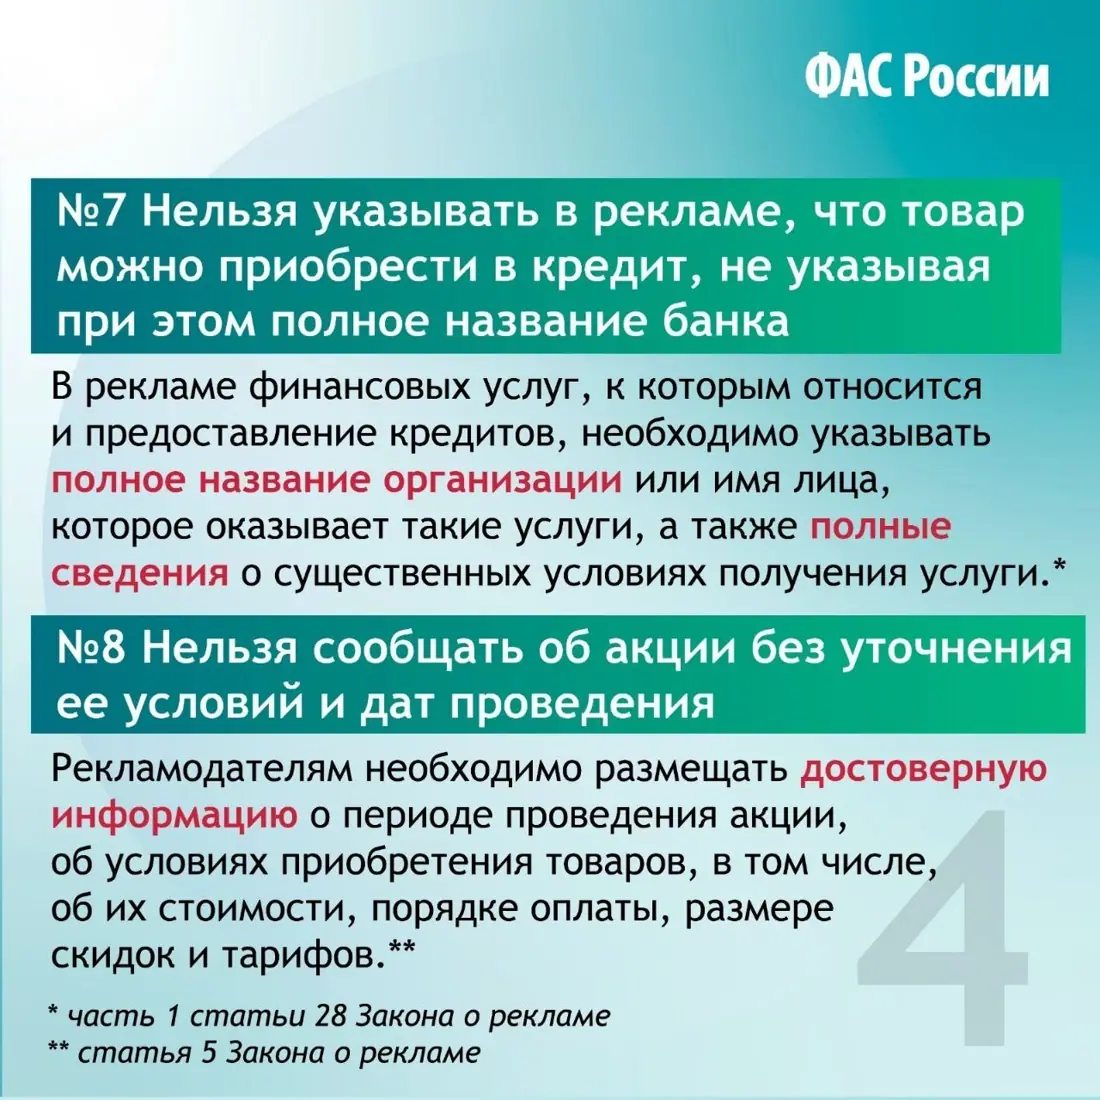 ФАС России
№7 Нельзя указывать в рекламе, что товар
можно приобрести в кредит, не указывая
при этом полное название банка
В рекламе финансовых услуг, к которым относится
и предоставление кредитов, необходимо указывать
полное название организации или имя лица,
которое оказывает такие услуги, а также полные
сведения о существенных условиях получения услуги.*
№8 Нельзя сообщать об акции без уточнения
ее условий и дат проведения
Рекламодателям необходимо размещать достоверную
информацию о периоде проведения акции,
об условиях приобретения товаров, в том числе,
об их стоимости, порядке оплаты, размере
скидок и тарифов.**
4
* часть 1 статьи 28 Закона о рекламе
** статья 5 Закона о рекламе